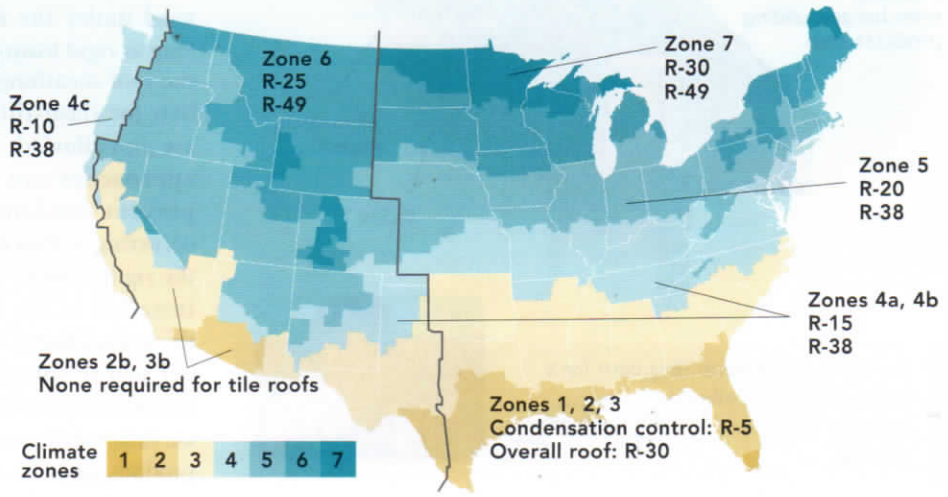 Zone 6
R-25
R-49
Zone 7
R-30
R-49
Zone 4c
R-10
R-38
Zone 5
R-20
R-38
Zones 4a, 4b
R-15
R-38
Zones 2b, 3b
None required for tile roofs
Zones 1, 2, 3
Condensation control: R-5
Overall roof: R-30
Climate
zones
1 2 3 4 5 6 7